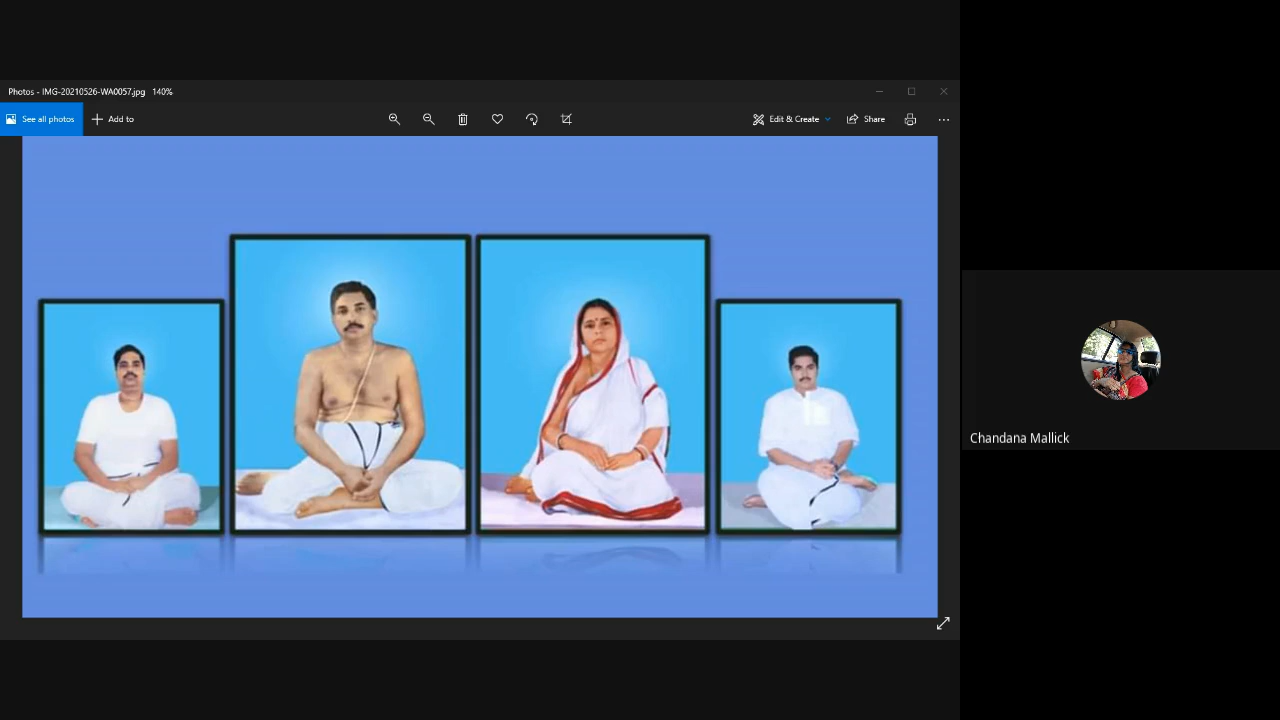 Photos - IMG-20210526-WA0057.jpg 140%
See all photos
Add to
Edit & Create
Share
Chandana Mallick